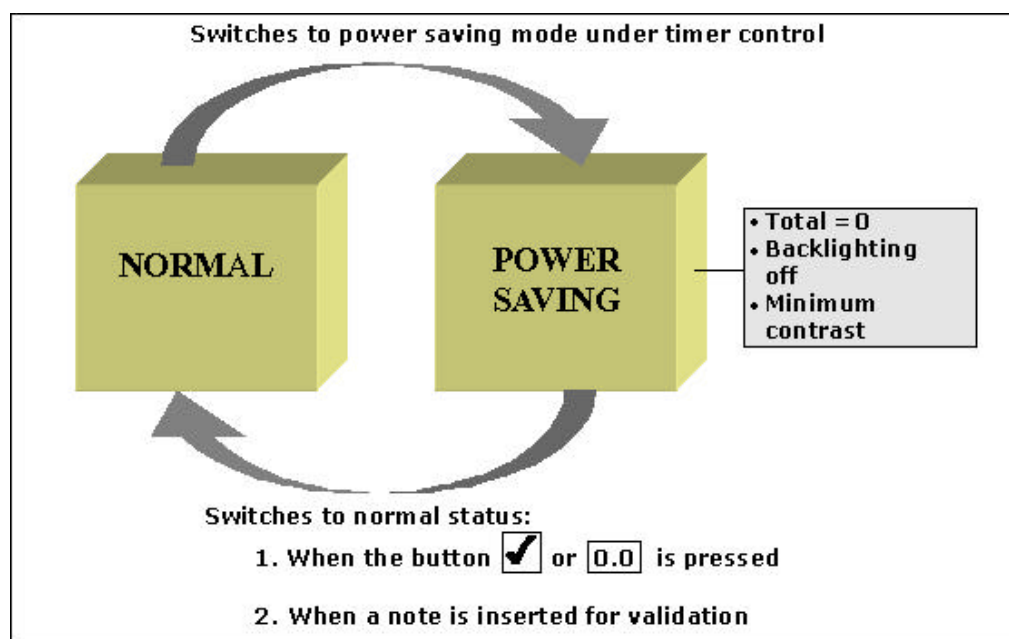 Switches to power saving mode under timer control
NORMAL
POWER
SAVING
• Total = 0
• Backlighting
off
• Minimum
contrast
Switches to normal status:
1. When the button ✓ or 0.0 is pressed
2. When a note is inserted for validation